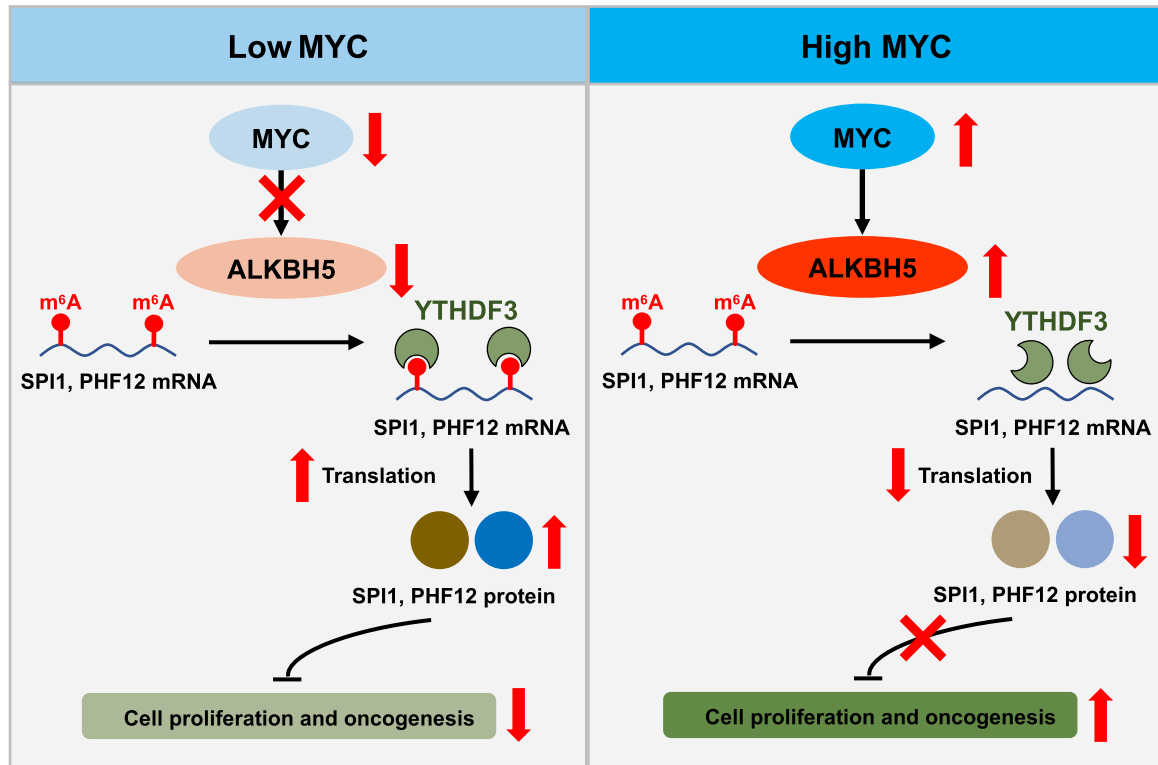 Low MYC
MYC
ALKBH5
m⁶A m⁶A
YTHDF3
SPI1, PHF12 mRNA
SPI1, PHF12 mRNA
Translation
SPI1, PHF12 protein
Cell proliferation and oncogenesis
High MYC
MYC
ALKBH5
m⁶A m⁶A
YTHDF3
SPI1, PHF12 mRNA
SPI1, PHF12 mRNA
Translation
SPI1, PHF12 protein
Cell proliferation and oncogenesis